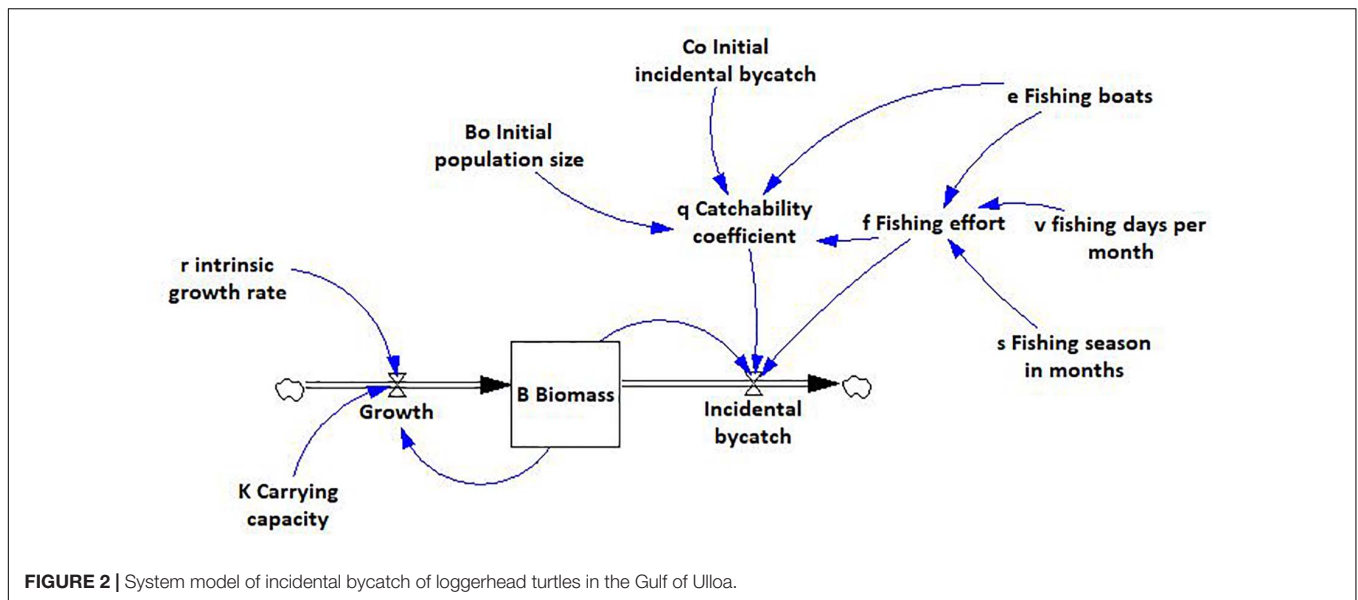 Co Initial
incidental bycatch
e Fishing boats
Bo Initial
population size
q Catchability
coefficient
f Fishing effort
v fishing days per
month
r intrinsic
growth rate
s Fishing season
in months
B Biomass
Growth
Incidental
bycatch
K Carrying
capacity
FIGURE 2 | System model of incidental bycatch of loggerhead turtles in the Gulf of Ulloa.